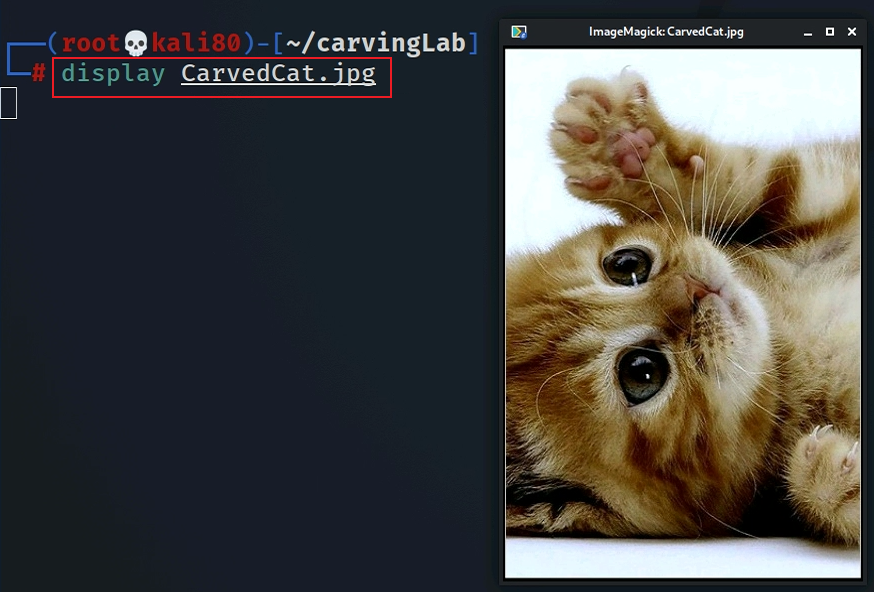 (root💀kali80)-[~/carvingLab]
# display CarvedCat.jpg
ImageMagick: CarvedCat.jpg